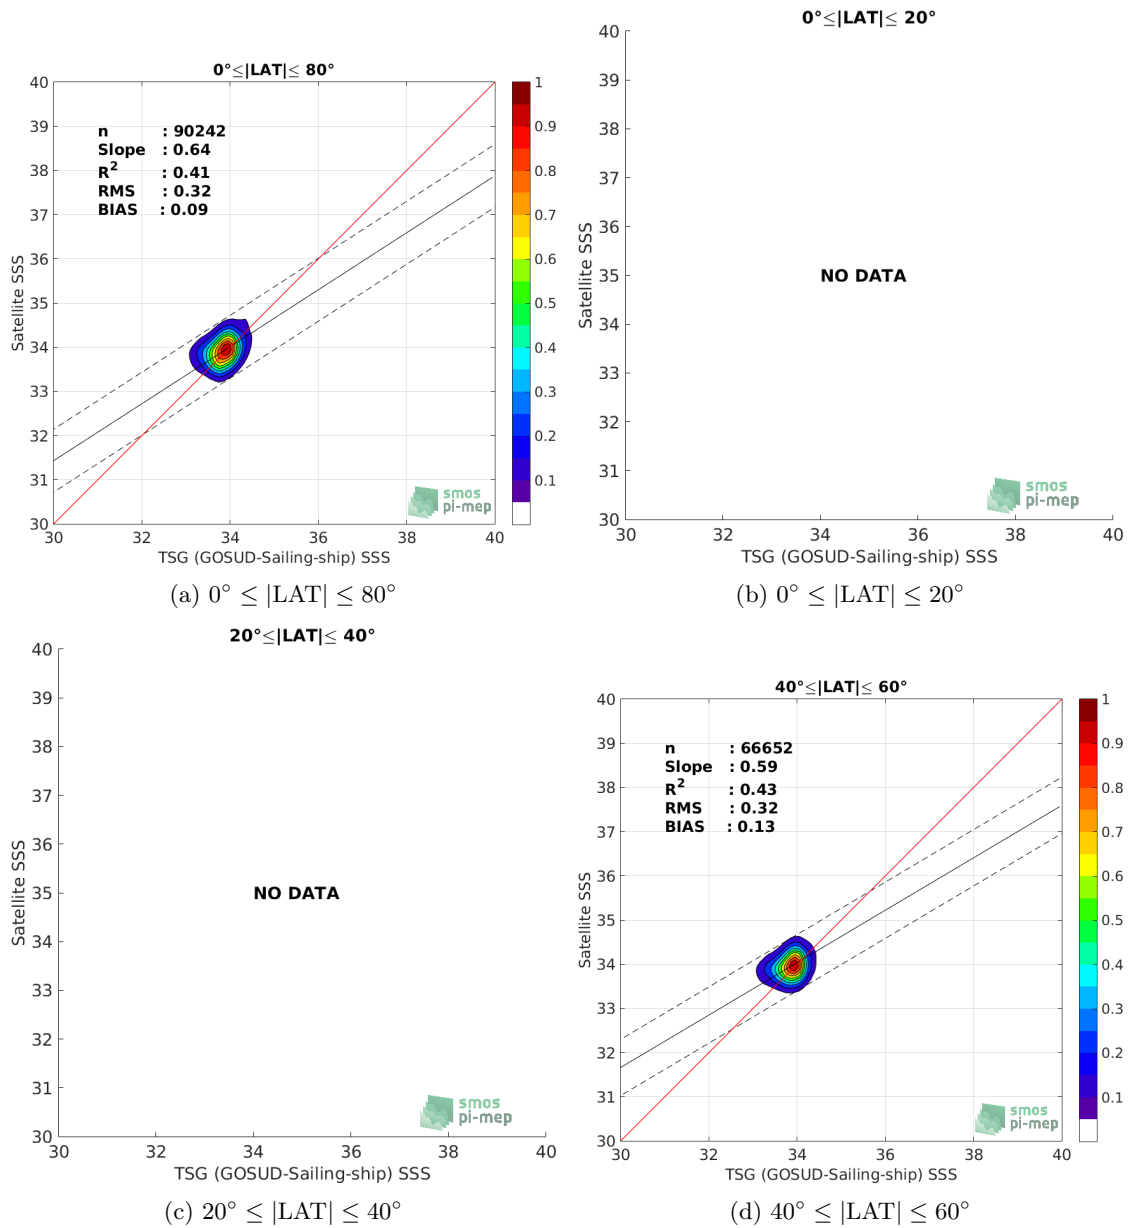 0°≤|LAT|≤ 80°
n : 90242
Slope : 0.64
R2 : 0.41
RMS : 0.32
BIAS : 0.09
40
39
38
37
36
35
34
33
32
31
30
30 32 34 36 38 40
Satellite SSS
TSG (GOSUD-Sailing-ship) SSS
1
0.9
0.8
0.7
0.6
0.5
0.4
0.3
0.2
0.1
smos
pi-mep
(a) 0° ≤ |LAT| ≤ 80°
0°≤|LAT|≤ 20°
40
39
38
37
36
35
34
33
32
31
30
30 32 34 36 38 40
Satellite SSS
NO DATA
TSG (GOSUD-Sailing-ship) SSS
smos
pi-mep
(b) 0° ≤ |LAT| ≤ 20°
20°≤|LAT|≤ 40°
40
39
38
37
36
35
34
33
32
31
30
30 32 34 36 38 40
Satellite SSS
NO DATA
TSG (GOSUD-Sailing-ship) SSS
smos
pi-mep
(c) 20° ≤ |LAT| ≤ 40°
40°≤|LAT|≤ 60°
n : 66652
Slope : 0.59
R2 : 0.43
RMS : 0.32
BIAS : 0.13
40
39
38
37
36
35
34
33
32
31
30
30 32 34 36 38 40
Satellite SSS
TSG (GOSUD-Sailing-ship) SSS
1
0.9
0.8
0.7
0.6
0.5
0.4
0.3
0.2
0.1
smos
pi-mep
(d) 40° ≤ |LAT| ≤ 60°